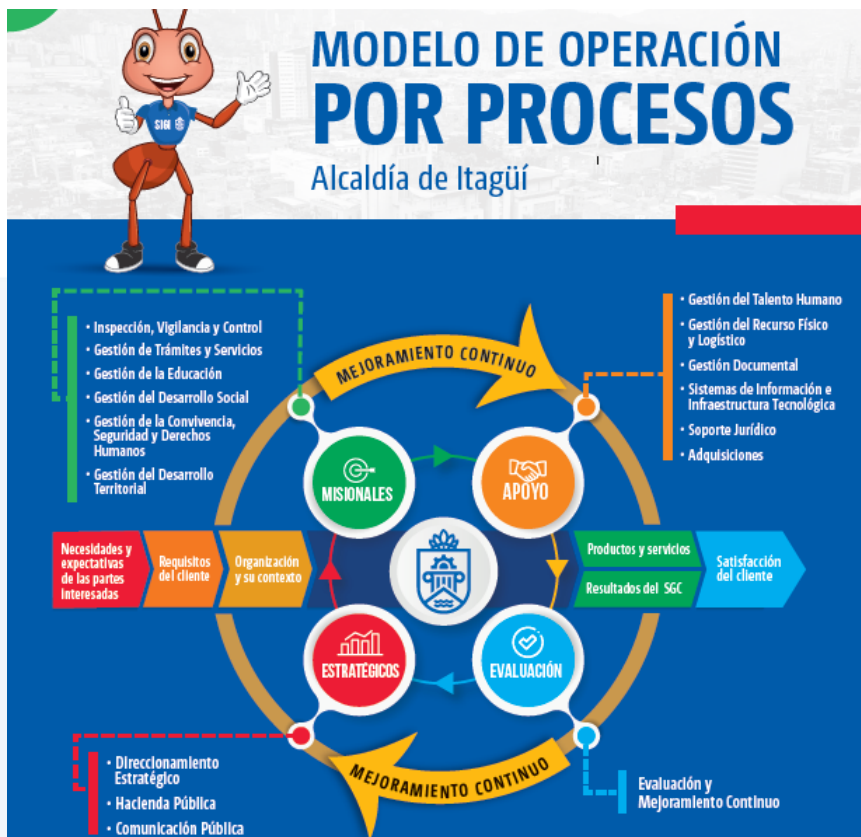 MODELO DE OPERACIÓN
POR PROCESOS
Alcaldía de Itagüí
SIGI
• Inspección, Vigilancia y Control
• Gestión de Trámites y Servicios
• Gestión de la Educación
• Gestión del Desarrollo Social
• Gestión de la Convivencia,
Seguridad y Derechos
Humanos
• Gestión del Desarrollo
Territorial
MEJORAMIENTO CONTINUO
• Gestión del Talento Humano
• Gestión del Recurso Físico
y Logístico
• Gestión Documental
• Sistemas de Información e
Infraestructura Tecnológica
• Soporte Jurídico
• Adquisiciones
MISIONALES
APOYO
Necesidades y
expectativas
de las partes
interesadas
Requisitos
del cliente
Organización
y su contexto
Productos y servicios
Resultados del SGC
Satisfacción
del cliente
ESTRATÉGICOS
EVALUACIÓN
MEJORAMIENTO CONTINUO
• Direccionamiento
Estratégico
• Hacienda Pública
• Comunicación Pública
Evaluación y
Mejoramiento Continuo